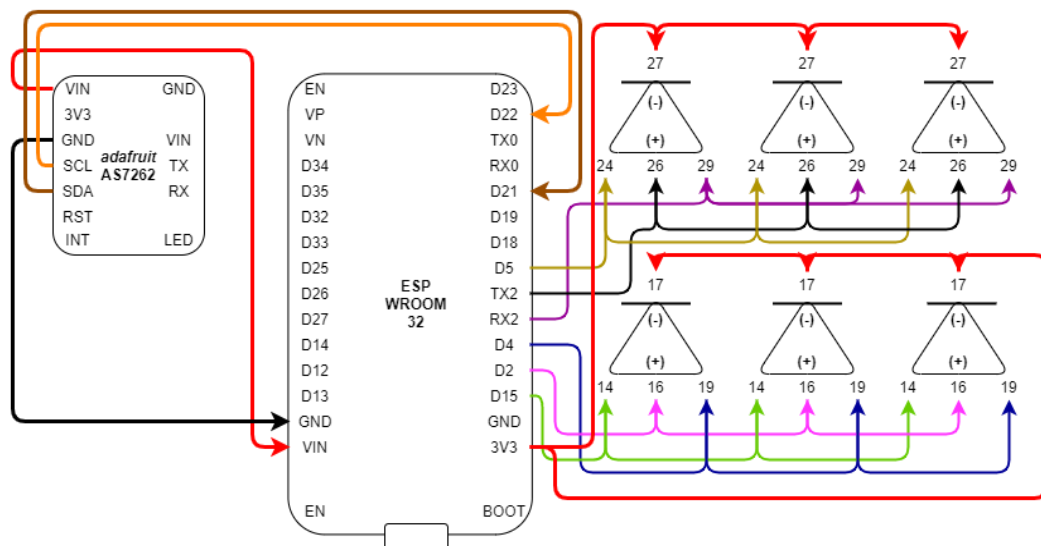 VIN GND
3V3
GND VIN
SCL adafruit TX
AS7262
SDA RX
RST
INT LED
EN D23
VP D22
VN TX0
D34 RX0
D35 D21
D32 D19
D33 D18
D25 D5
D26 TX2
D27 RX2
D14 D4
D12 D2
D13 D15
GND GND
VIN 3V3
EN BOOT
ESP
WROOM
32
27 27 27
(-) (-) (-)
(+) (+) (+)
24 26 29 24 26 29 24 26 29
17 17 17
(-) (-) (-)
(+) (+) (+)
14 16 19 14 16 19 14 16 19